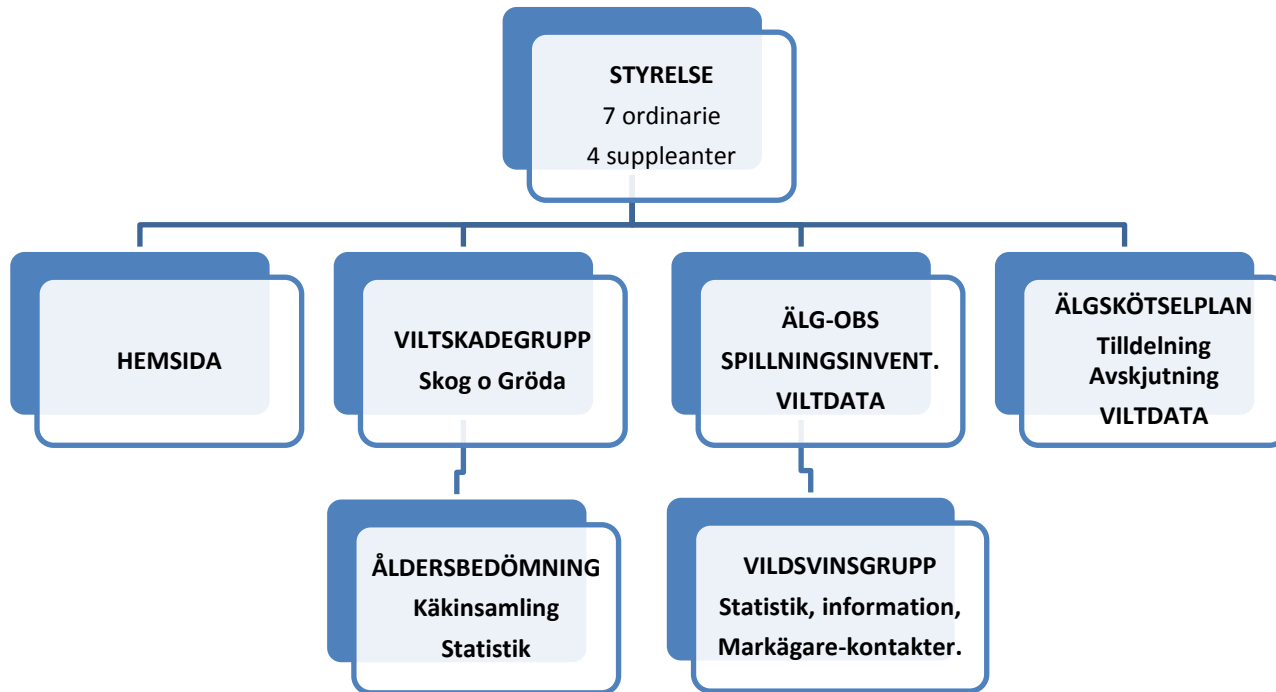 STYRELSE
7 ordinarie
4 suppleanter
HEMSIDA
VILTSKADEGRUPP
Skog o Gröda
ÄLG-OBS
SPILLNINGSINVENT.
VILTDATA
ÄLGSKÖTSELPLAN
Tilldelning
Avskjutning
VILTDATA
ÅLDERSBEDÖMNING
Käkinsamling
Statistik
VILDSVINSGRUPP
Statistik, information,
Markägare-kontakter.